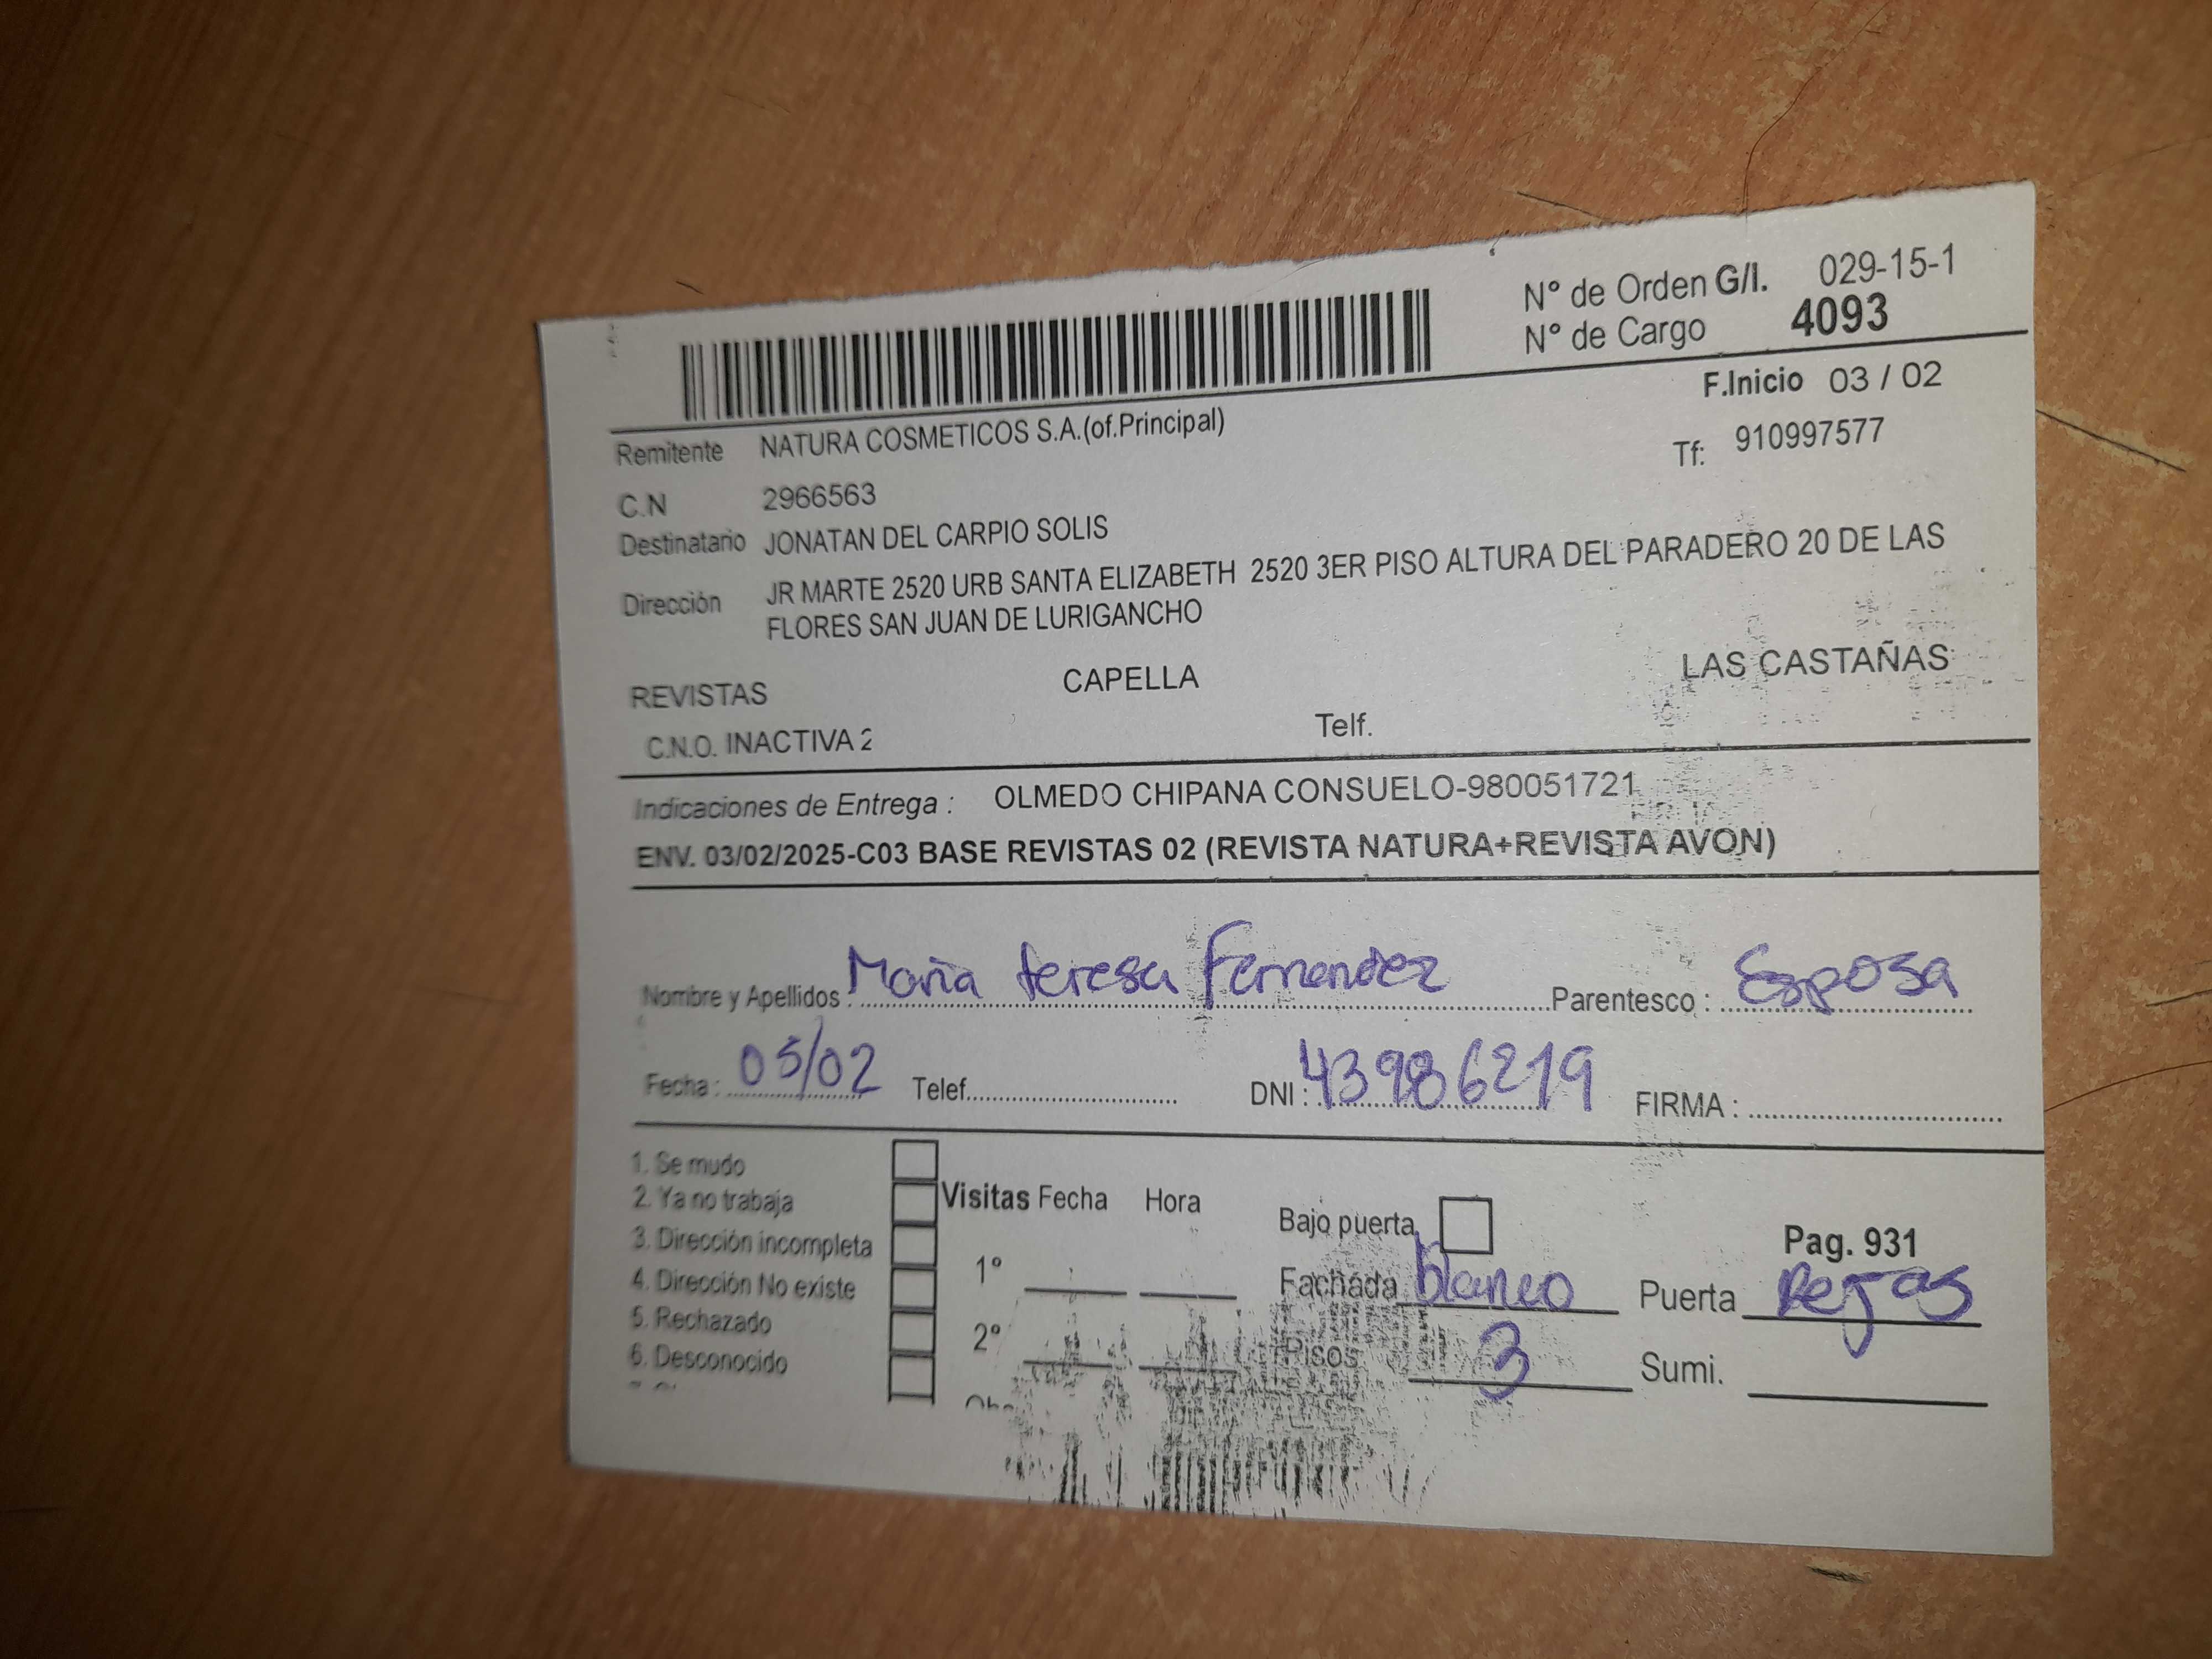 N° de Orden G/I. 029-15-1
N° de Cargo 4093
F.Inicio 03 / 02
Remitente NATURA COSMETICOS S.A.(of.Principal)
Tf: 910997577
C.N 2966563
Destinatario JONATAN DEL CARPIO SOLIS
Dirección JR MARTE 2520 URB SANTA ELIZABETH 2520 3ER PISO ALTURA DEL PARADERO 20 DE LAS
FLORES SAN JUAN DE LURIGANCHO
REVISTAS CAPELLA LAS CASTAÑAS
C.N.O. INACTIVA 2 Telf.
Indicaciones de Entrega : OLMEDO CHIPANA CONSUELO-980051721
ENV. 03/02/2025-C03 BASE REVISTAS 02 (REVISTA NATURA+REVISTA AVON)
Nombre y Apellidos : Maria teresa Fernandez Parentesco : Esposa
Fecha : 05/02 Telef. DNI : 43986219 FIRMA :
1. Se mudo
2. Ya no trabaja
3. Dirección incompleta
4. Dirección No existe
5. Rechazado
6. Desconocido
Visitas Fecha Hora
1°
2°
Bajo puerta Pag. 931
Fachada blanco Puerta Rejas
Pisos 3 Sumi.